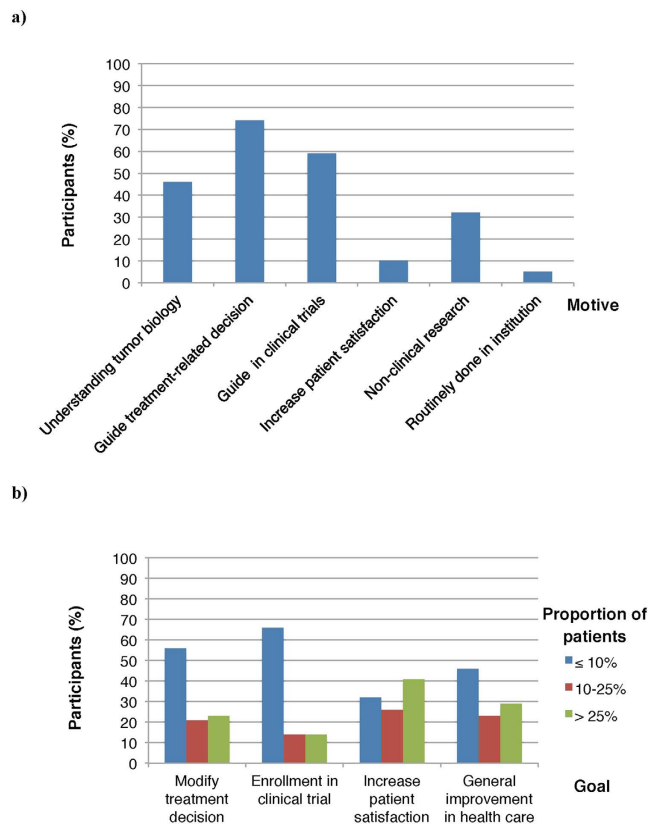 a)
100
90
80
70
60
50
40
30
20
10
0
Participants (%)
Understanding tumor biology
Guide treatment-related decision
Guide in clinical trials
Increase patient satisfaction
Non-clinical research
Routinely done in institution
Motive
b)
100
90
80
70
60
50
40
30
20
10
0
Participants (%)
Modify
treatment
decision
Enrollment in
clinical trial
Increase
patient
satisfaction
General
improvement
in health care
Goal
Proportion of
patients
≤ 10%
10-25%
> 25%